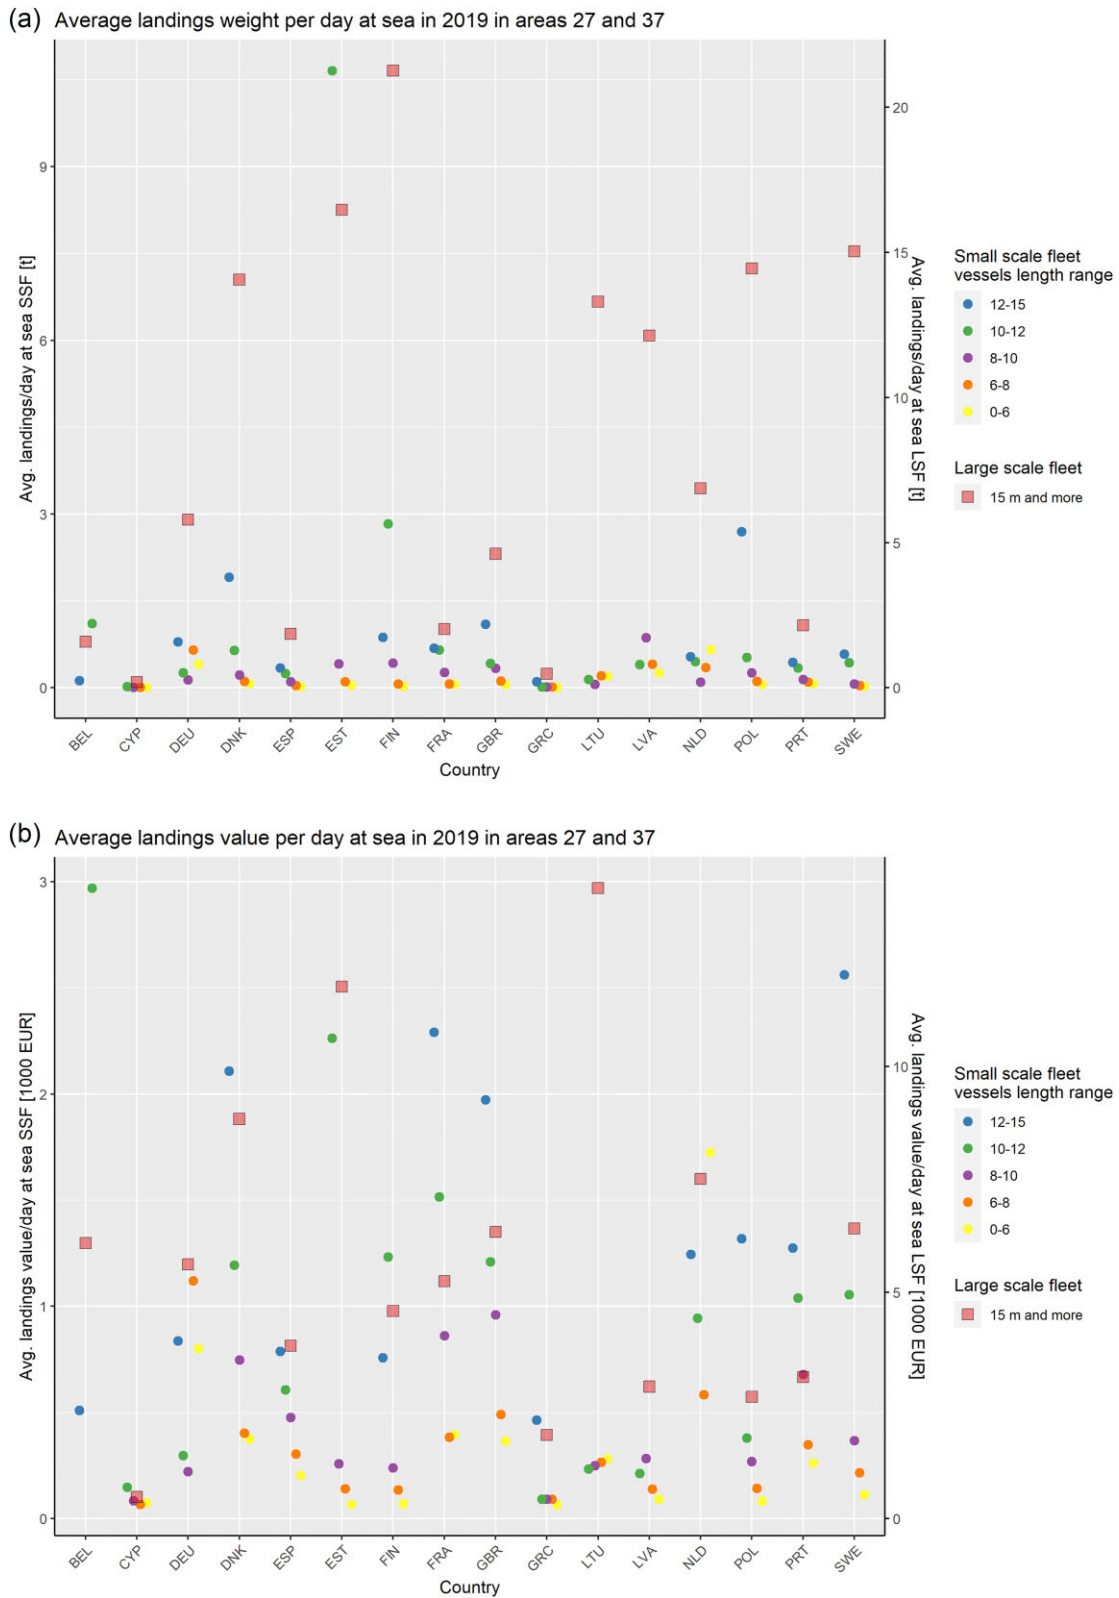 (a) Average landings weight per day at sea in 2019 in areas 27 and 37
Avg. landings/day at sea SSF [t]
9
6
3
0
20
15
10
5
0
Avg. landings/day at sea LSF [t]
BEL CYP DEU DNK ESP EST FIN FRA GBR GRC LTU LVA NLD POL PRT SWE
Country
Small scale fleet
vessels length range
12-15
10-12
8-10
6-8
0-6
Large scale fleet
15 m and more
(b) Average landings value per day at sea in 2019 in areas 27 and 37
Avg. landings value/day at sea SSF [1000 EUR]
3
2
1
0
10
5
0
Avg. landings value/day at sea LSF [1000 EUR]
BEL CYP DEU DNK ESP EST FIN FRA GBR GRC LTU LVA NLD POL PRT SWE
Country
Small scale fleet
vessels length range
12-15
10-12
8-10
6-8
0-6
Large scale fleet
15 m and more